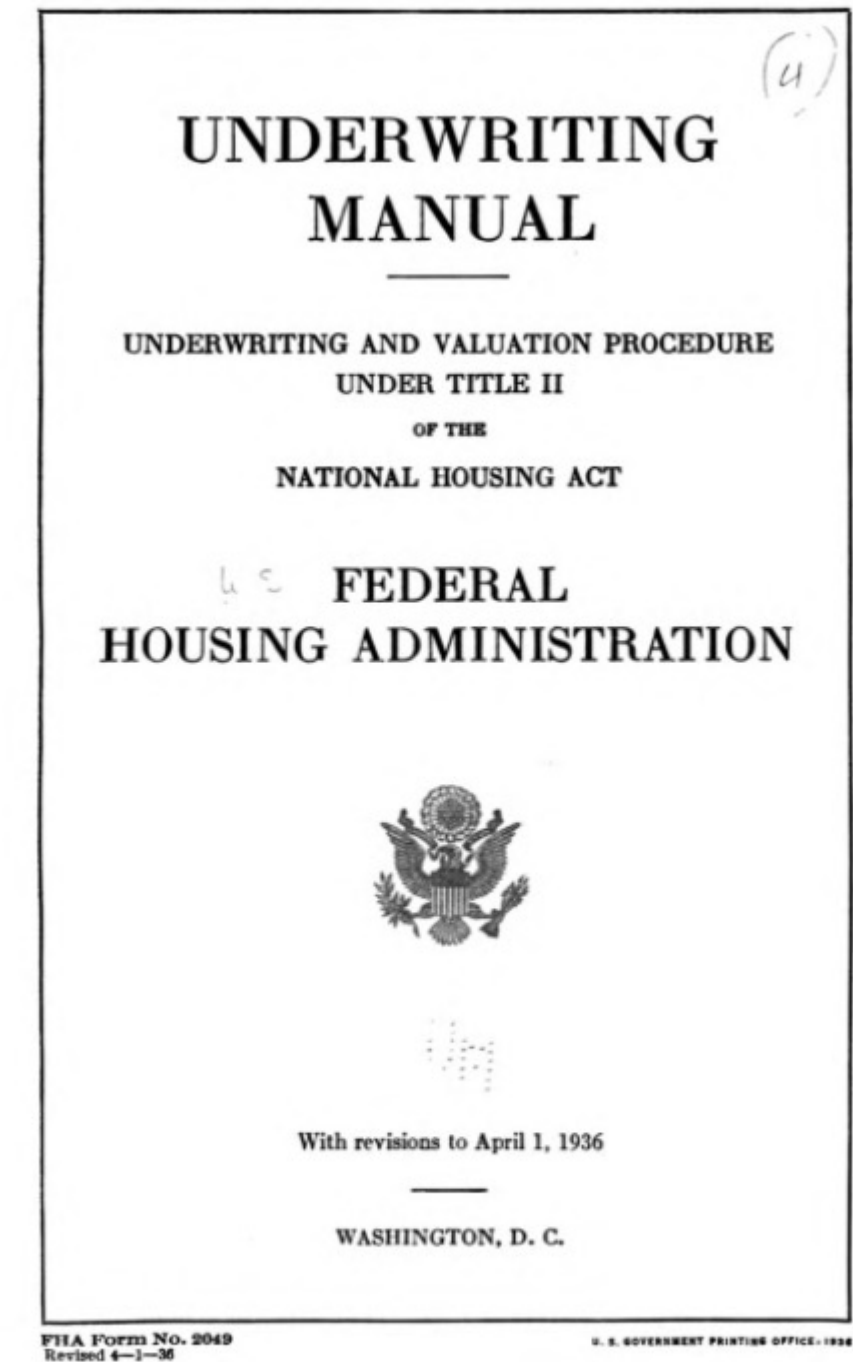 (4)
UNDERWRITING
MANUAL
UNDERWRITING AND VALUATION PROCEDURE
UNDER TITLE II
OF THE
NATIONAL HOUSING ACT
FEDERAL
HOUSING ADMINISTRATION
With revisions to April 1, 1936
WASHINGTON, D. C.
FHA Form No. 2049
Revised 4—1—36
U. S. GOVERNMENT PRINTING OFFICE: 1936